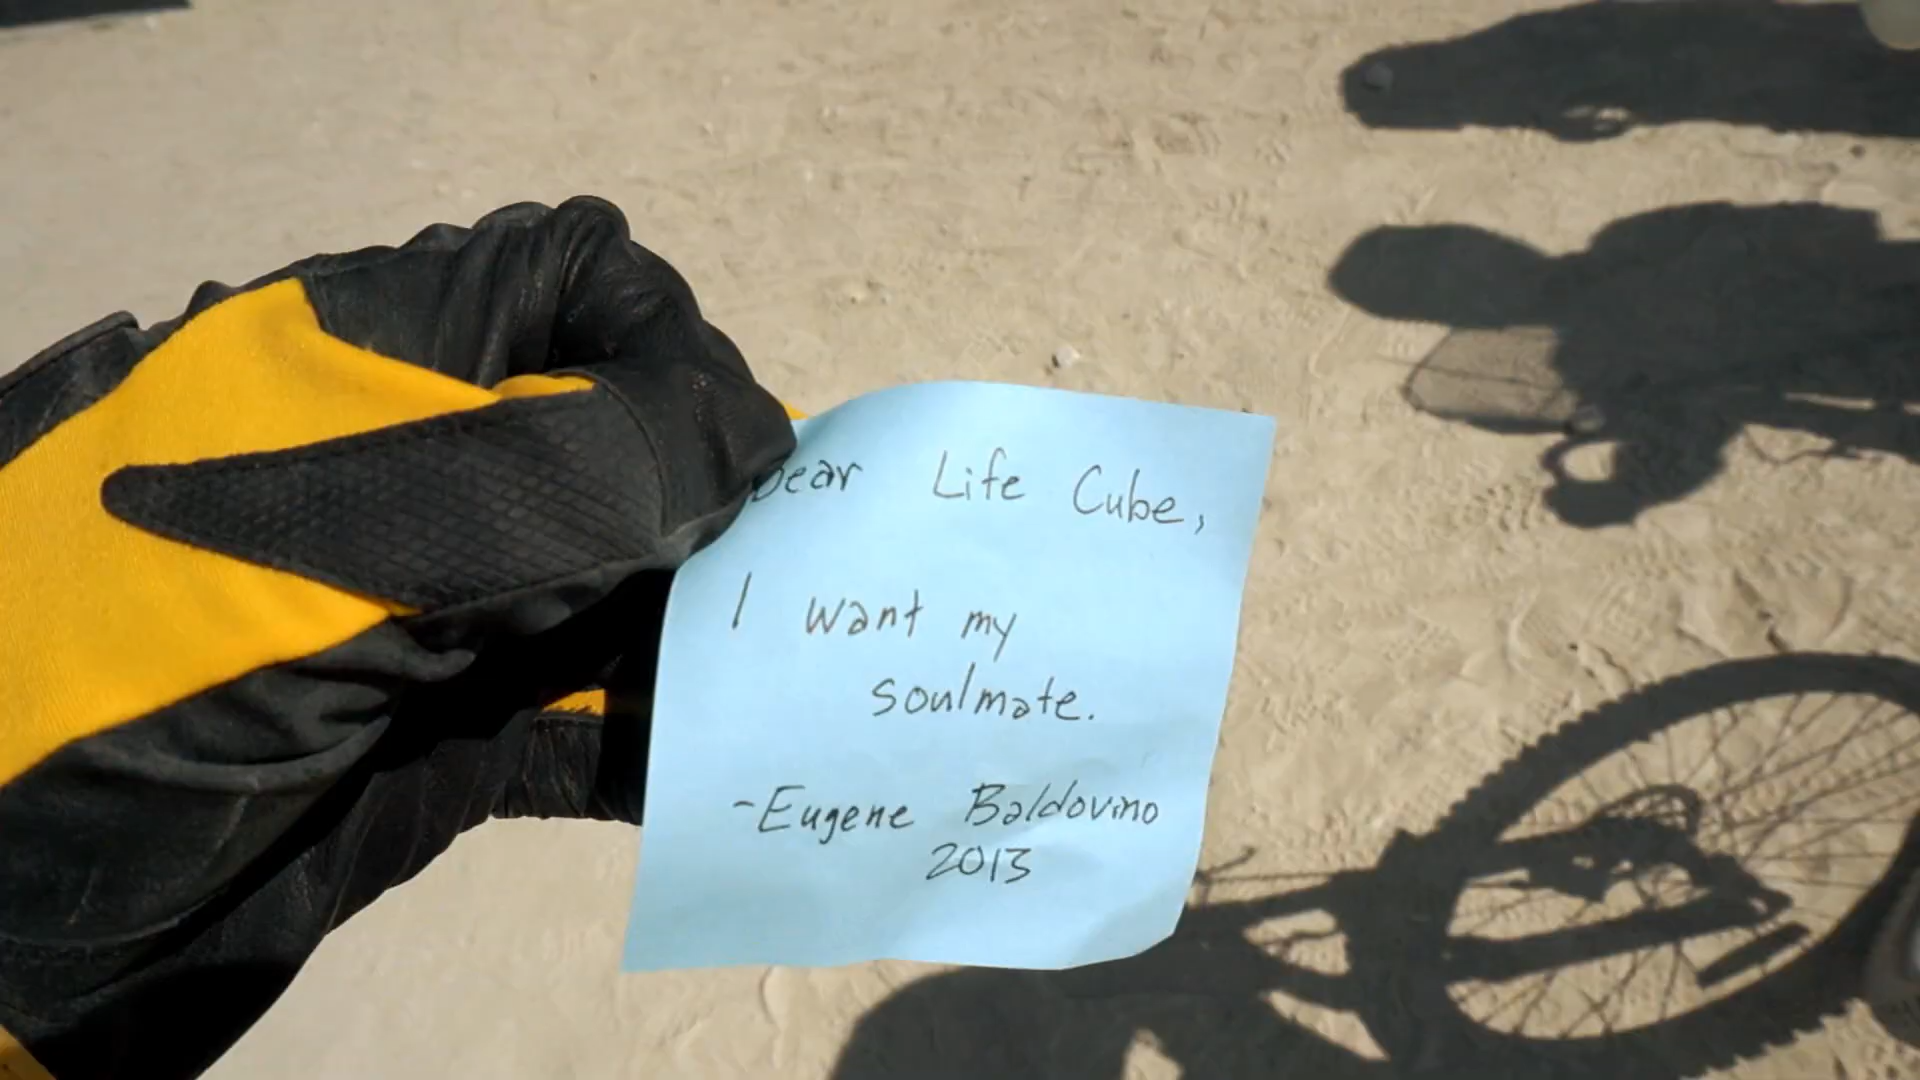 Dear Life Cube,
I want my
soulmate.
-Eugene Baldovino
2013